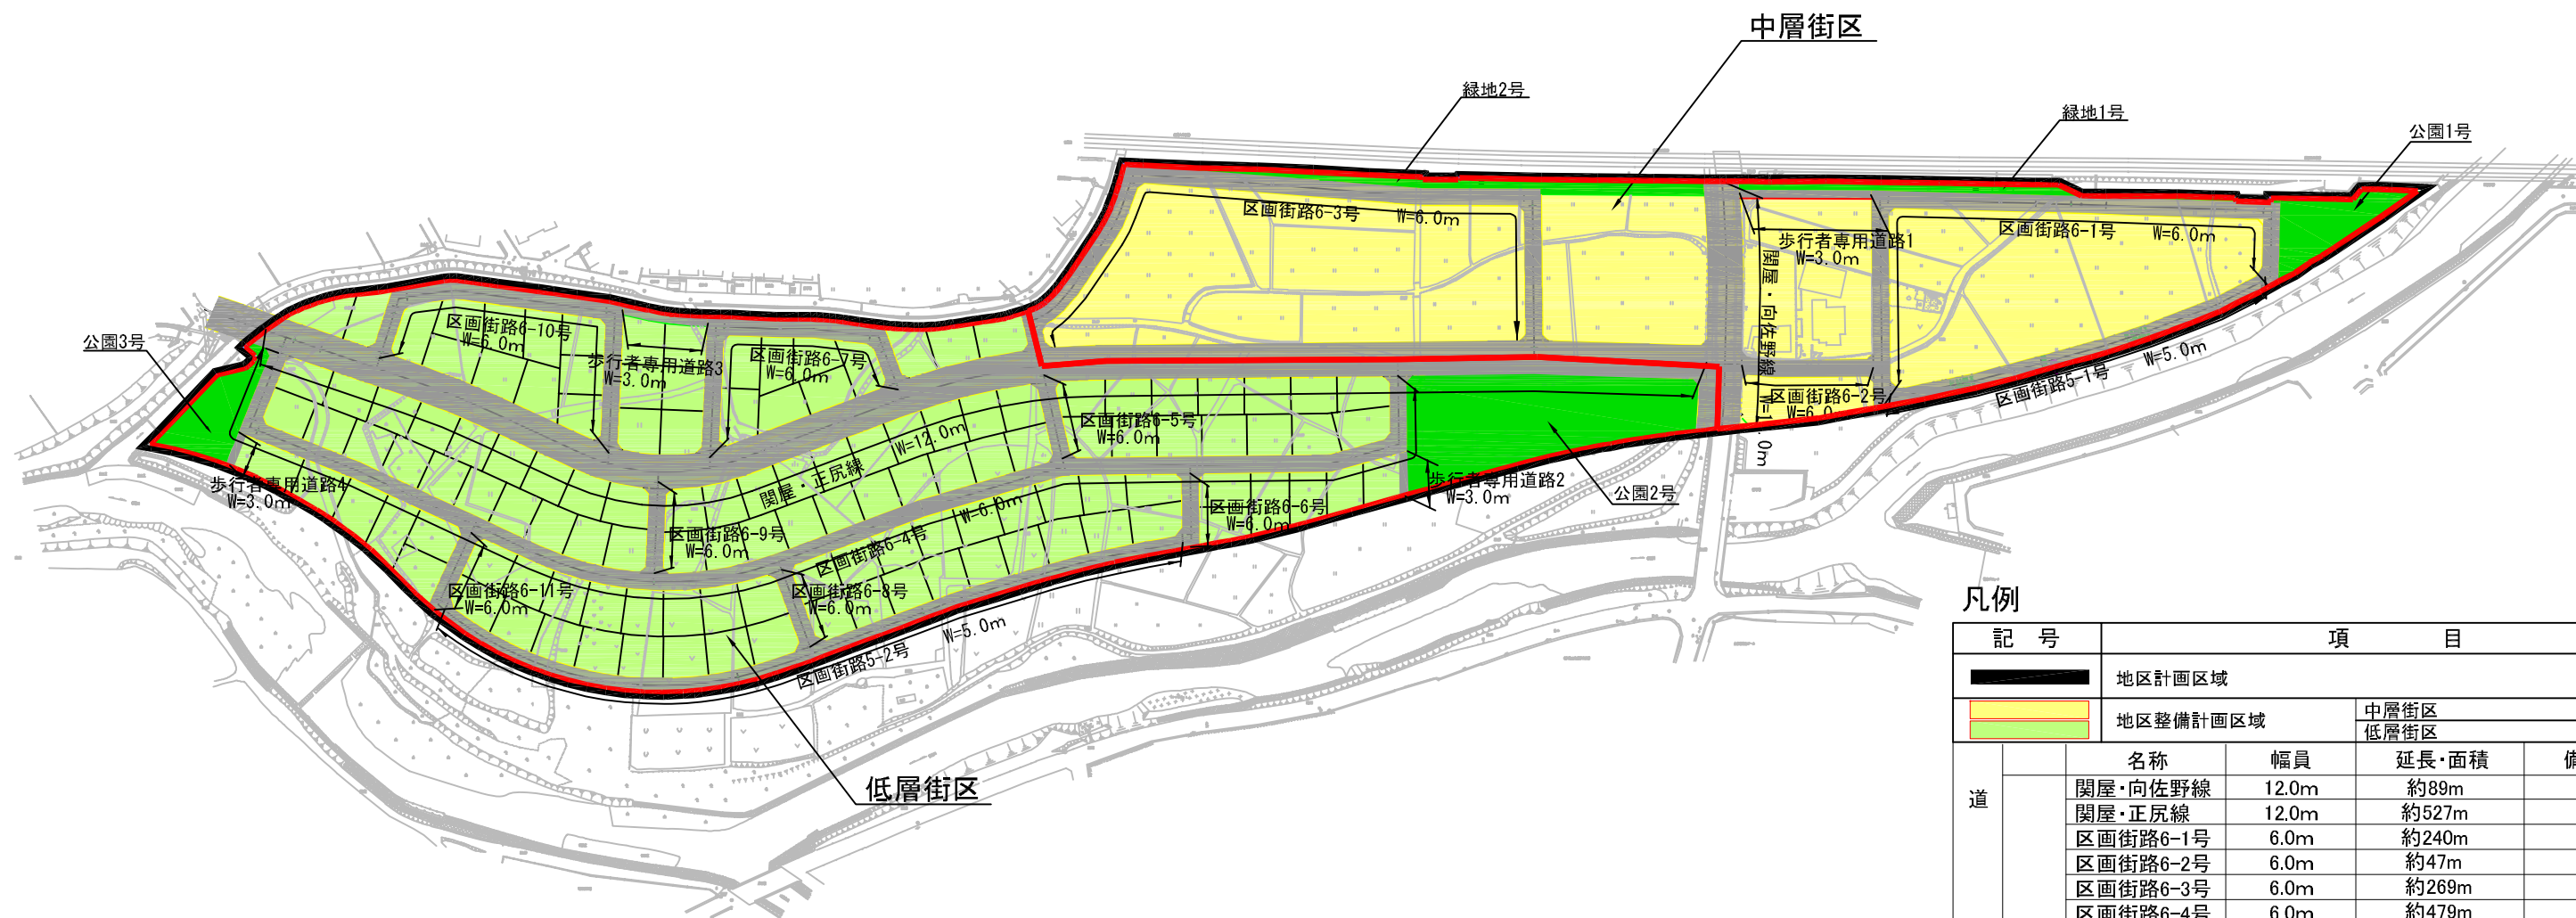 中層街区
緑地2号
緑地1号
公園1号
区画街路6-3号 W=6.0m
歩行者専用道路1
W=3.0m
区画街路6-1号 W=6.0m
関屋・向佐野線
区画街路6-2号
W=6.0m
区画街路5-1号 W=5.0m
公園3号
区画街路6-10号
W=6.0m
歩行者専用道路3
W=3.0m
区画街路6-7号
W=6.0m
区画街路6-5号
W=6.0m
関屋・正尻線 W=12.0m
歩行者専用道路4
W=3.0m
歩行者専用道路2
W=3.0m
公園2号
区画街路6-6号
W=6.0m
区画街路6-9号
W=6.0m
区画街路6-4号 W=6.0m
区画街路6-11号
W=6.0m
区画街路6-8号
W=6.0m
区画街路5-2号 W=5.0m
低層街区
凡例
記号 項目
地区計画区域
地区整備計画区域 中層街区
低層街区
名称 幅員 延長・面積
道
関屋・向佐野線 12.0m 約89m
関屋・正尻線 12.0m 約527m
区画街路6-1号 6.0m 約240m
区画街路6-2号 6.0m 約47m
区画街路6-3号 6.0m 約269m
区画街路6-4号 6.0m 約479m